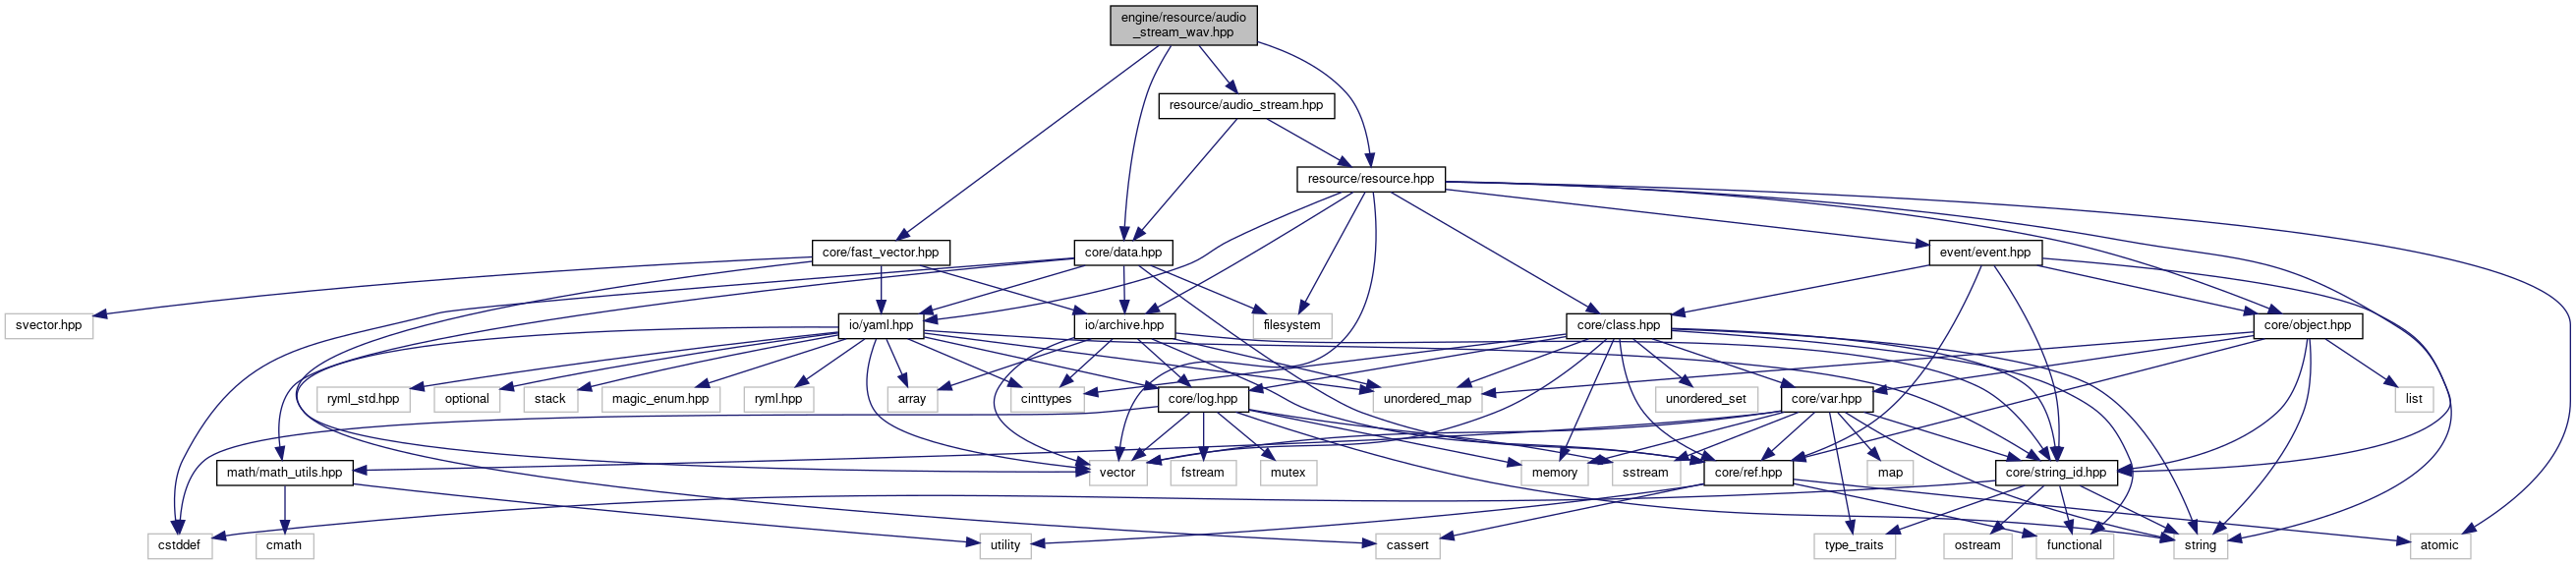 engine/resource/audio
_stream_wav.hpp
resource/audio_stream.hpp
resource/resource.hpp
core/fast_vector.hpp
core/data.hpp
event/event.hpp
svector.hpp
io/yaml.hpp
io/archive.hpp
filesystem
core/class.hpp
core/object.hpp
ryml_std.hpp
optional
stack
magic_enum.hpp
ryml.hpp
array
cinttypes
core/log.hpp
unordered_map
unordered_set
core/var.hpp
list
math/math_utils.hpp
vector
fstream
mutex
memory
sstream
core/ref.hpp
map
core/string_id.hpp
cstddef
cmath
utility
cassert
type_traits
ostream
functional
string
atomic